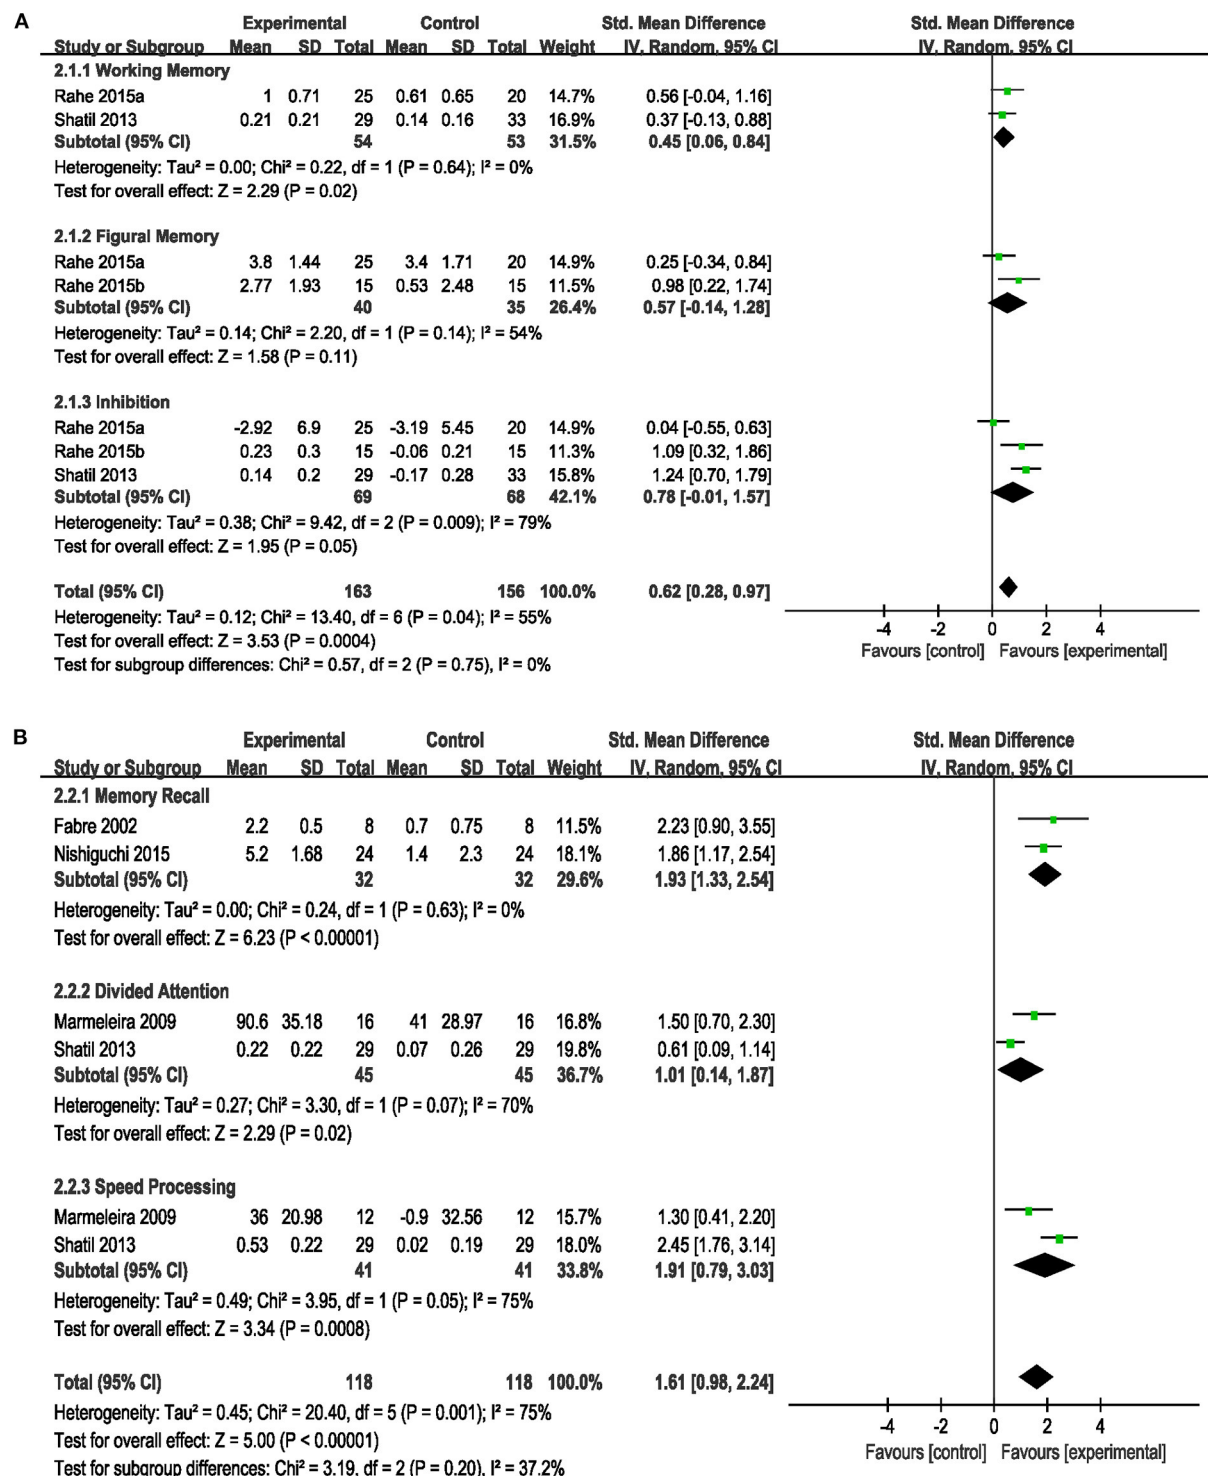 A
Experimental Control Std. Mean Difference Std. Mean Difference
Study or Subgroup Mean SD Total Mean SD Total Weight IV, Random, 95% CI IV, Random, 95% CI
2.1.1 Working Memory
Rahe 2015a 1 0.71 25 0.61 0.65 20 14.7% 0.56 [-0.04, 1.16]
Shatil 2013 0.21 0.21 29 0.14 0.16 33 16.9% 0.37 [-0.13, 0.88]
Subtotal (95% CI) 54 53 31.5% 0.45 [0.06, 0.84]
Heterogeneity: Tau² = 0.00; Chi² = 0.22, df = 1 (P = 0.64); I² = 0%
Test for overall effect: Z = 2.29 (P = 0.02)
2.1.2 Figural Memory
Rahe 2015a 3.8 1.44 25 3.4 1.71 20 14.9% 0.25 [-0.34, 0.84]
Rahe 2015b 2.77 1.93 15 0.53 2.48 15 11.5% 0.98 [0.22, 1.74]
Subtotal (95% CI) 40 35 26.4% 0.57 [-0.14, 1.28]
Heterogeneity: Tau² = 0.14; Chi² = 2.20, df = 1 (P = 0.14); I² = 54%
Test for overall effect: Z = 1.58 (P = 0.11)
2.1.3 Inhibition
Rahe 2015a -2.92 6.9 25 -3.19 5.45 20 14.9% 0.04 [-0.55, 0.63]
Rahe 2015b 0.23 0.3 15 -0.06 0.21 15 11.3% 1.09 [0.32, 1.86]
Shatil 2013 0.14 0.2 29 -0.17 0.28 33 15.8% 1.24 [0.70, 1.79]
Subtotal (95% CI) 69 68 42.1% 0.78 [-0.01, 1.57]
Heterogeneity: Tau² = 0.38; Chi² = 9.42, df = 2 (P = 0.009); I² = 79%
Test for overall effect: Z = 1.95 (P = 0.05)
Total (95% CI) 163 156 100.0% 0.62 [0.28, 0.97]
Heterogeneity: Tau² = 0.12; Chi² = 13.40, df = 6 (P = 0.04); I² = 55%
Test for overall effect: Z = 3.53 (P = 0.0004)
Test for subgroup differences: Chi² = 0.57, df = 2 (P = 0.75), I² = 0%
-4 -2 0 2 4
Favours [control] Favours [experimental]
B
Experimental Control Std. Mean Difference Std. Mean Difference
Study or Subgroup Mean SD Total Mean SD Total Weight IV, Random, 95% CI IV, Random, 95% CI
2.2.1 Memory Recall
Fabre 2002 2.2 0.5 8 0.7 0.75 8 11.5% 2.23 [0.90, 3.55]
Nishiguchi 2015 5.2 1.68 24 1.4 2.3 24 18.1% 1.86 [1.17, 2.54]
Subtotal (95% CI) 32 32 29.6% 1.93 [1.33, 2.54]
Heterogeneity: Tau² = 0.00; Chi² = 0.24, df = 1 (P = 0.63); I² = 0%
Test for overall effect: Z = 6.23 (P < 0.00001)
2.2.2 Divided Attention
Marmeleira 2009 90.6 35.18 16 41 28.97 16 16.8% 1.50 [0.70, 2.30]
Shatil 2013 0.22 0.22 29 0.07 0.26 29 19.8% 0.61 [0.09, 1.14]
Subtotal (95% CI) 45 45 36.7% 1.01 [0.14, 1.87]
Heterogeneity: Tau² = 0.27; Chi² = 3.30, df = 1 (P = 0.07); I² = 70%
Test for overall effect: Z = 2.29 (P = 0.02)
2.2.3 Speed Processing
Marmeleira 2009 36 20.98 12 -0.9 32.56 12 15.7% 1.30 [0.41, 2.20]
Shatil 2013 0.53 0.22 29 0.02 0.19 29 18.0% 2.45 [1.76, 3.14]
Subtotal (95% CI) 41 41 33.8% 1.91 [0.79, 3.03]
Heterogeneity: Tau² = 0.49; Chi² = 3.95, df = 1 (P = 0.05); I² = 75%
Test for overall effect: Z = 3.34 (P = 0.0008)
Total (95% CI) 118 118 100.0% 1.61 [0.98, 2.24]
Heterogeneity: Tau² = 0.45; Chi² = 20.40, df = 5 (P = 0.001); I² = 75%
Test for overall effect: Z = 5.00 (P < 0.00001)
Test for subgroup differences: Chi² = 3.19, df = 2 (P = 0.20), I² = 37.2%
-4 -2 0 2 4
Favours [control] Favours [experimental]